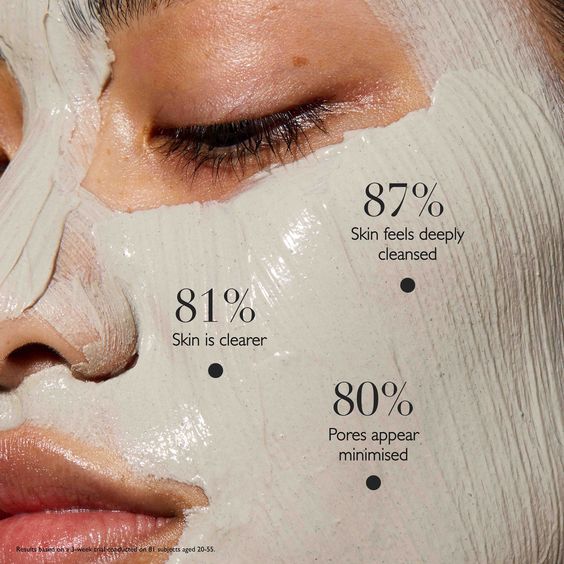 87%
Skin feels deeply
cleansed
81%
Skin is clearer
80%
Pores appear
minimised
Results based on a 3-week trial conducted on 81 subjects aged 20-55.